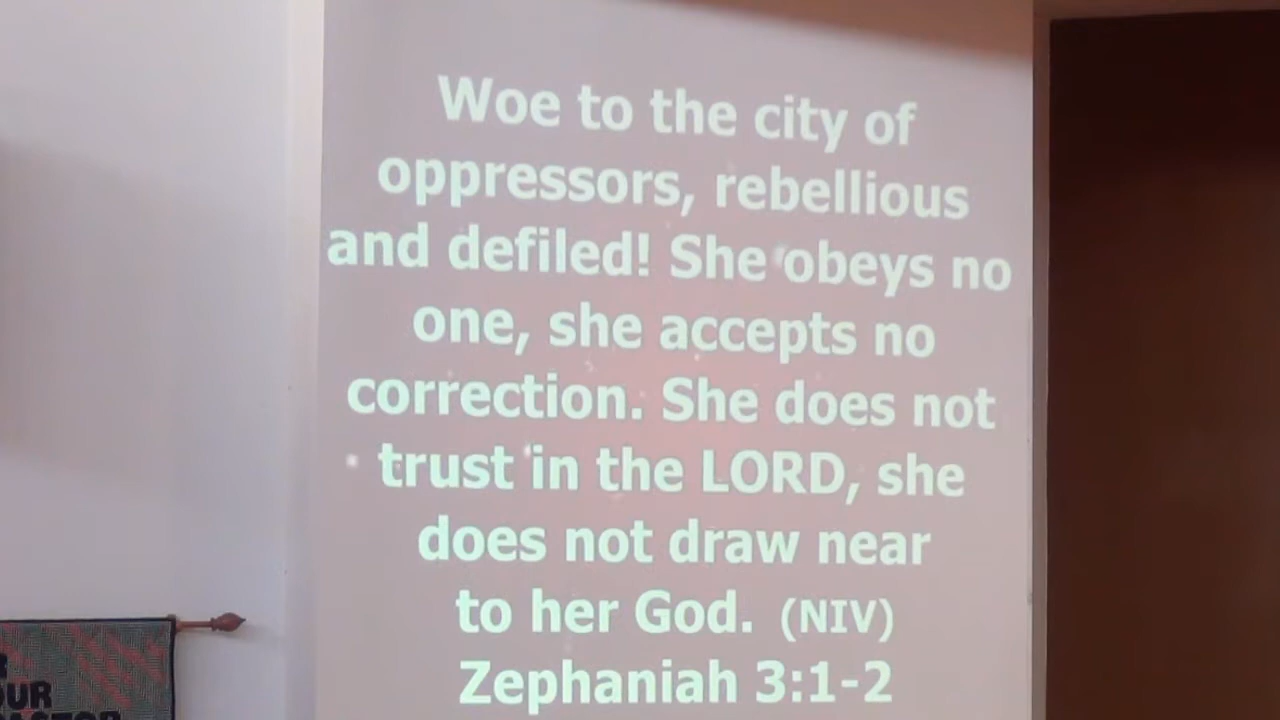 Woe to the city of
oppressors, rebellious
and defiled! She obeys no
one, she accepts no
correction. She does not
trust in the LORD, she
does not draw near
to her God. (NIV)
Zephaniah 3:1-2